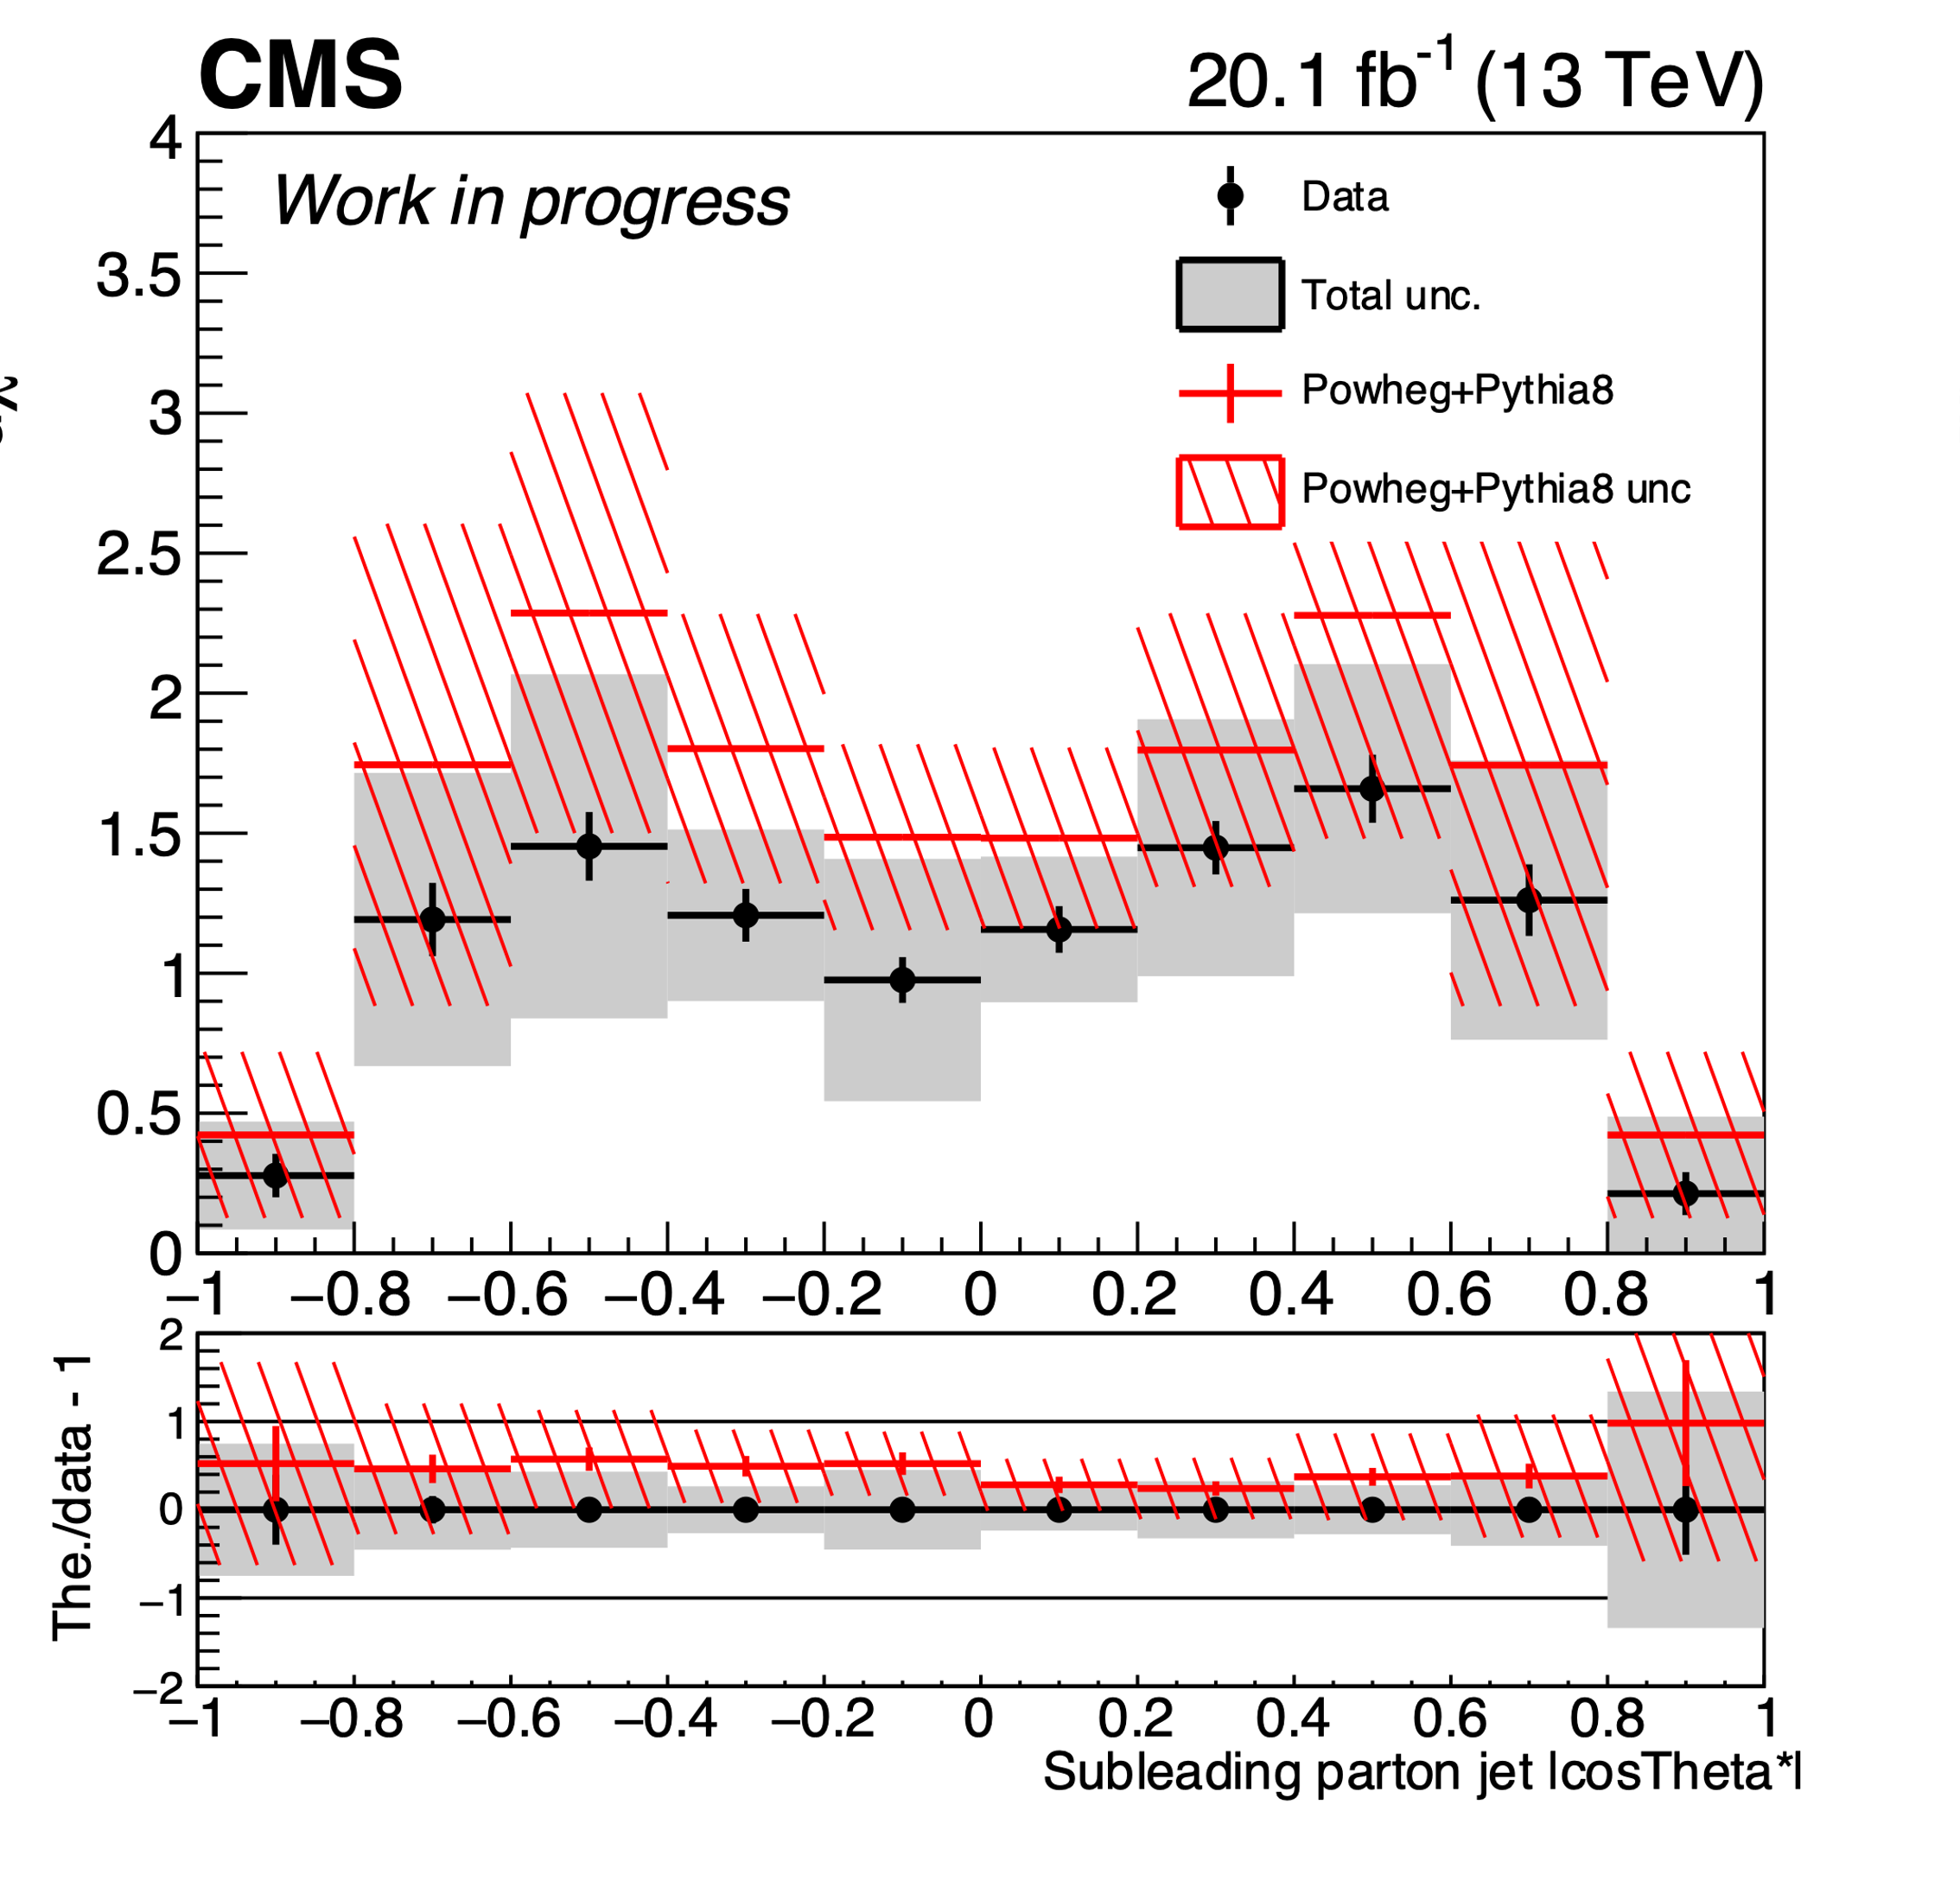 CMS
20.1 fb-1 (13 TeV)
Work in progress
Data
Total unc.
Powheg+Pythia8
Powheg+Pythia8 unc
4
3.5
3
2.5
2
1.5
1
0.5
0
−1 −0.8 −0.6 −0.4 −0.2 0 0.2 0.4 0.6 0.8 1
The./data - 1
2
1
0
−1
−2
−1 −0.8 −0.6 −0.4 −0.2 0 0.2 0.4 0.6 0.8 1
Subleading parton jet |cosTheta*|